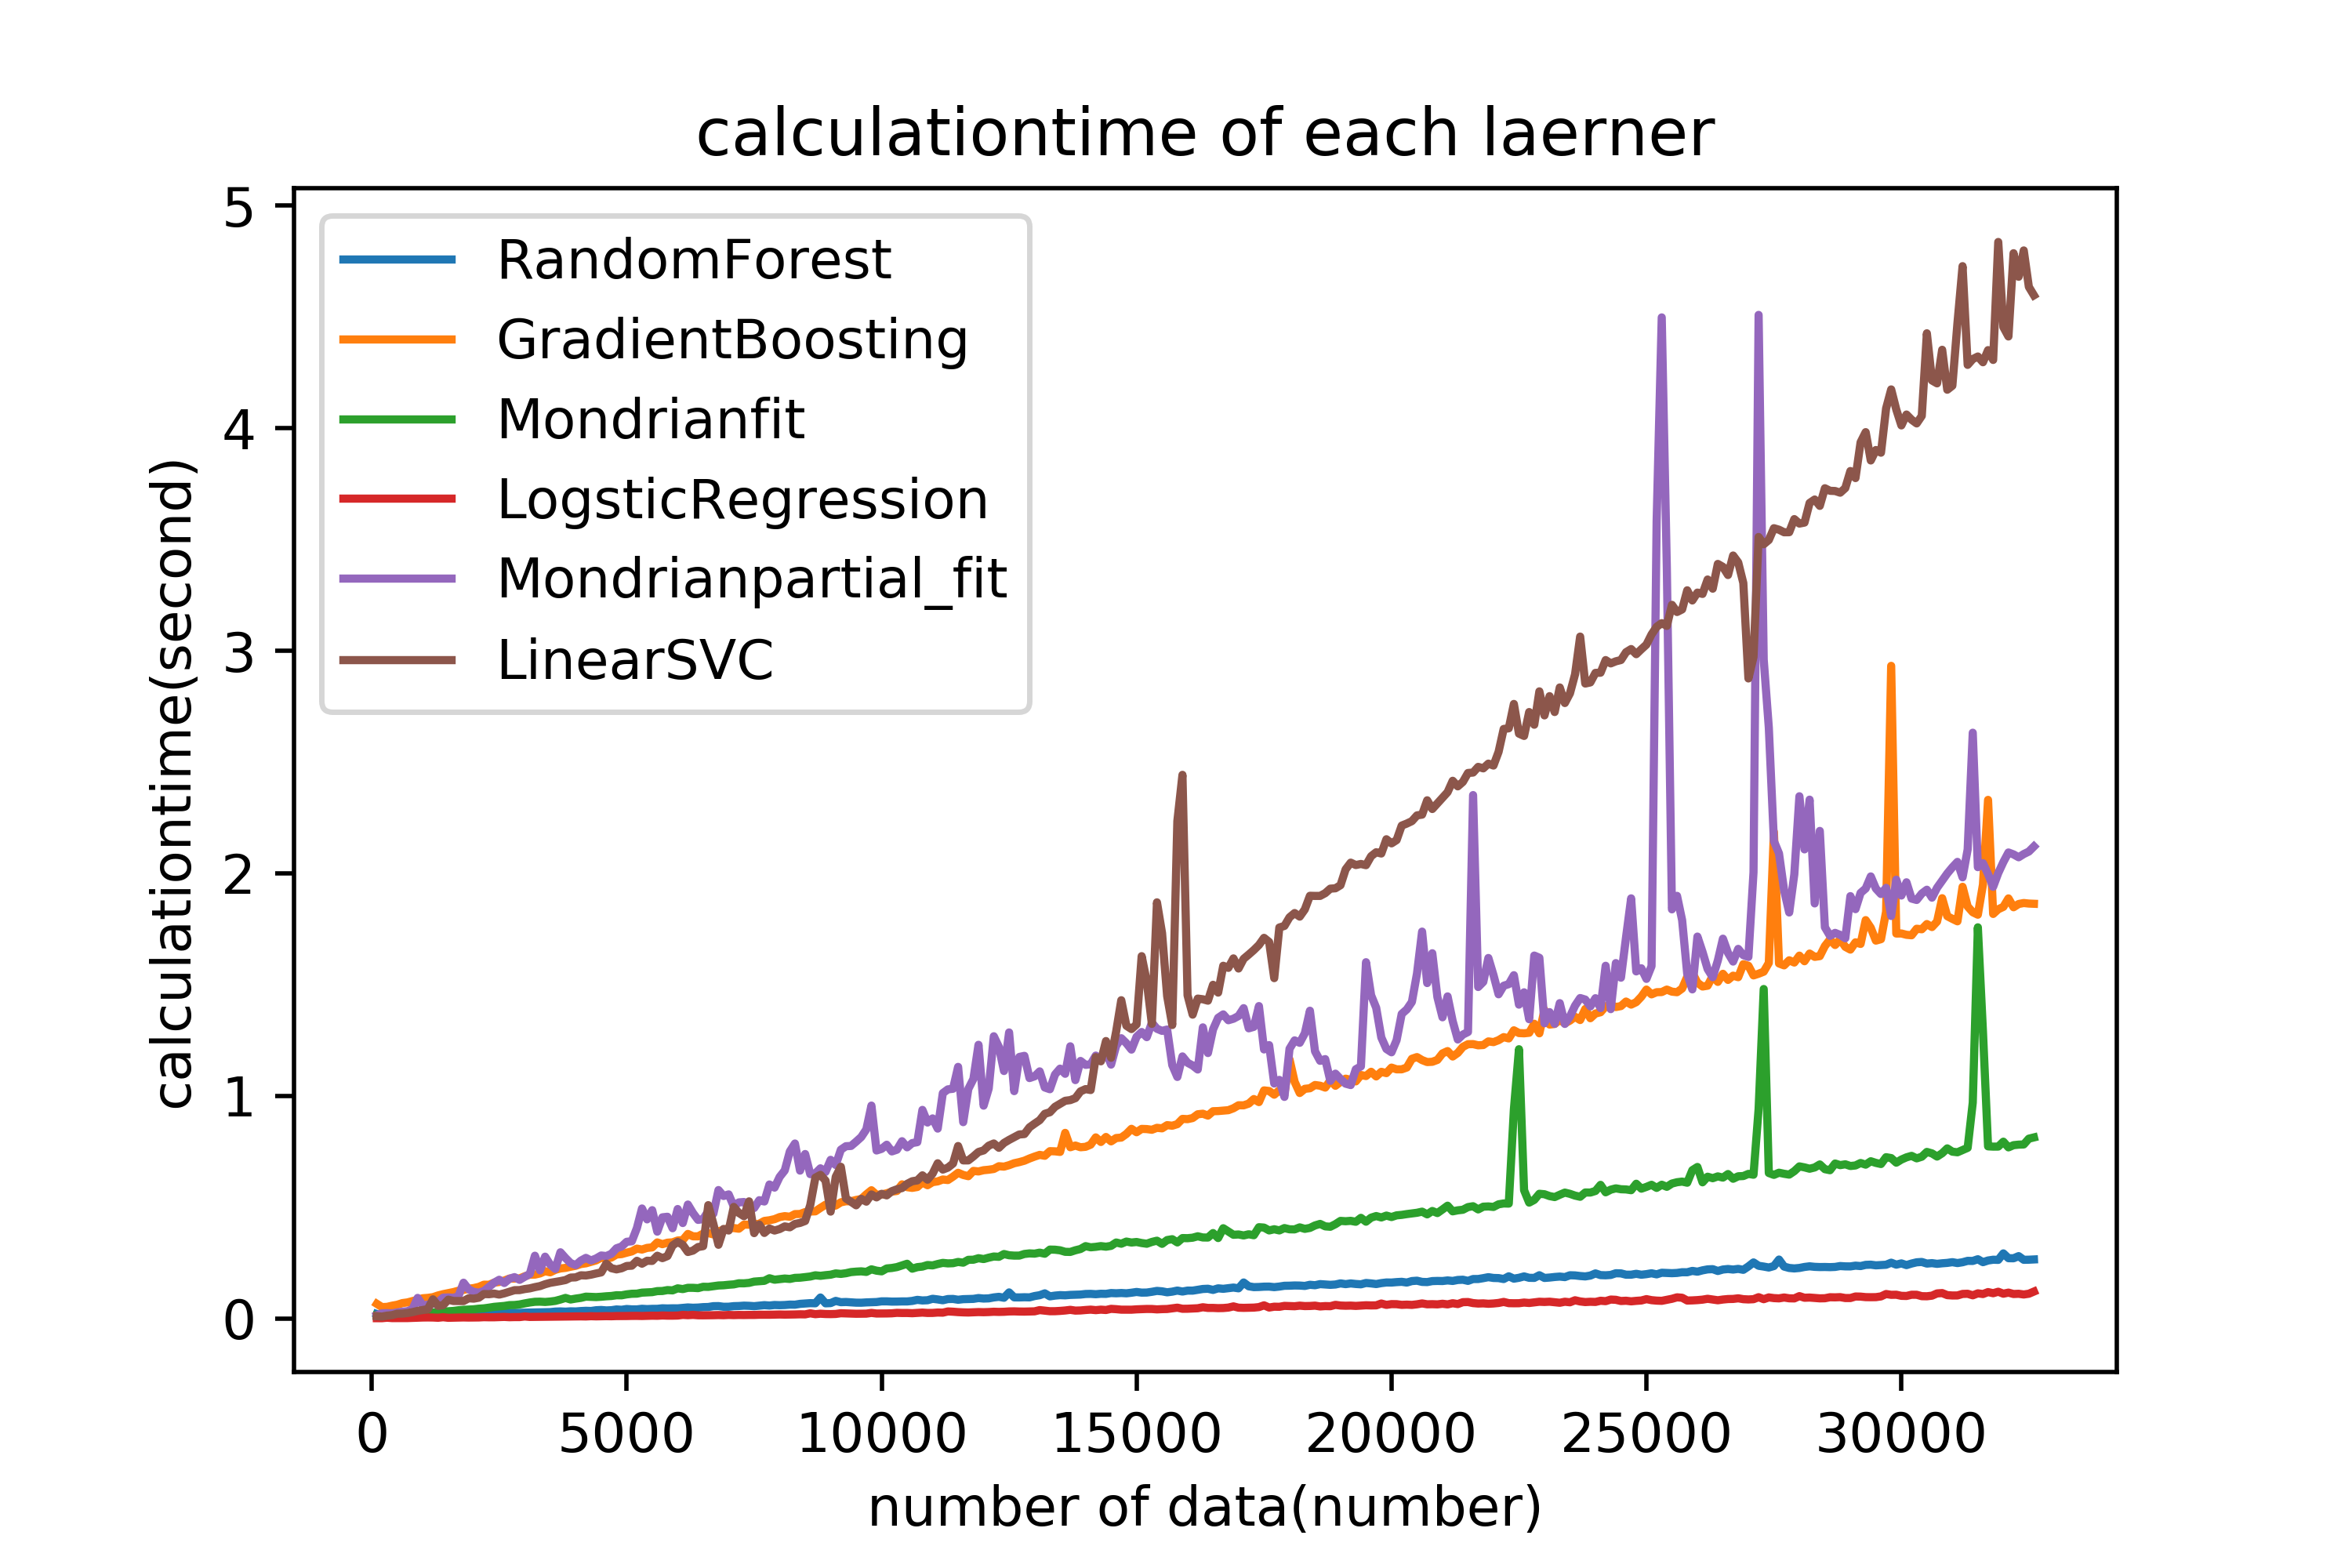 calculationtime of each laerner
5
4
3
2
1
0
calculationtime(second)
RandomForest
GradientBoosting
Mondrianfit
LogsticRegression
Mondrianpartial_fit
LinearSVC
0 5000 10000 15000 20000 25000 30000
number of data(number)